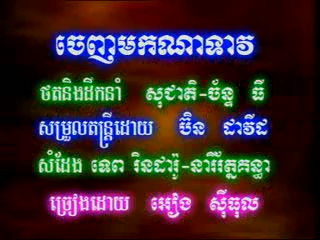 ចេញមកណាទាវ
ថតនិងដឹកនាំ សុជាតិ-ច័ន្ទ ធី
សម្រួលតន្ត្រីដោយ ប៊ិន ដាវីដ
សំដែង ទេព រិនដារ៉ូ-នារីរ័ត្នគន្ធា
ច្រៀងដោយ អៀង ស៊ីធុល